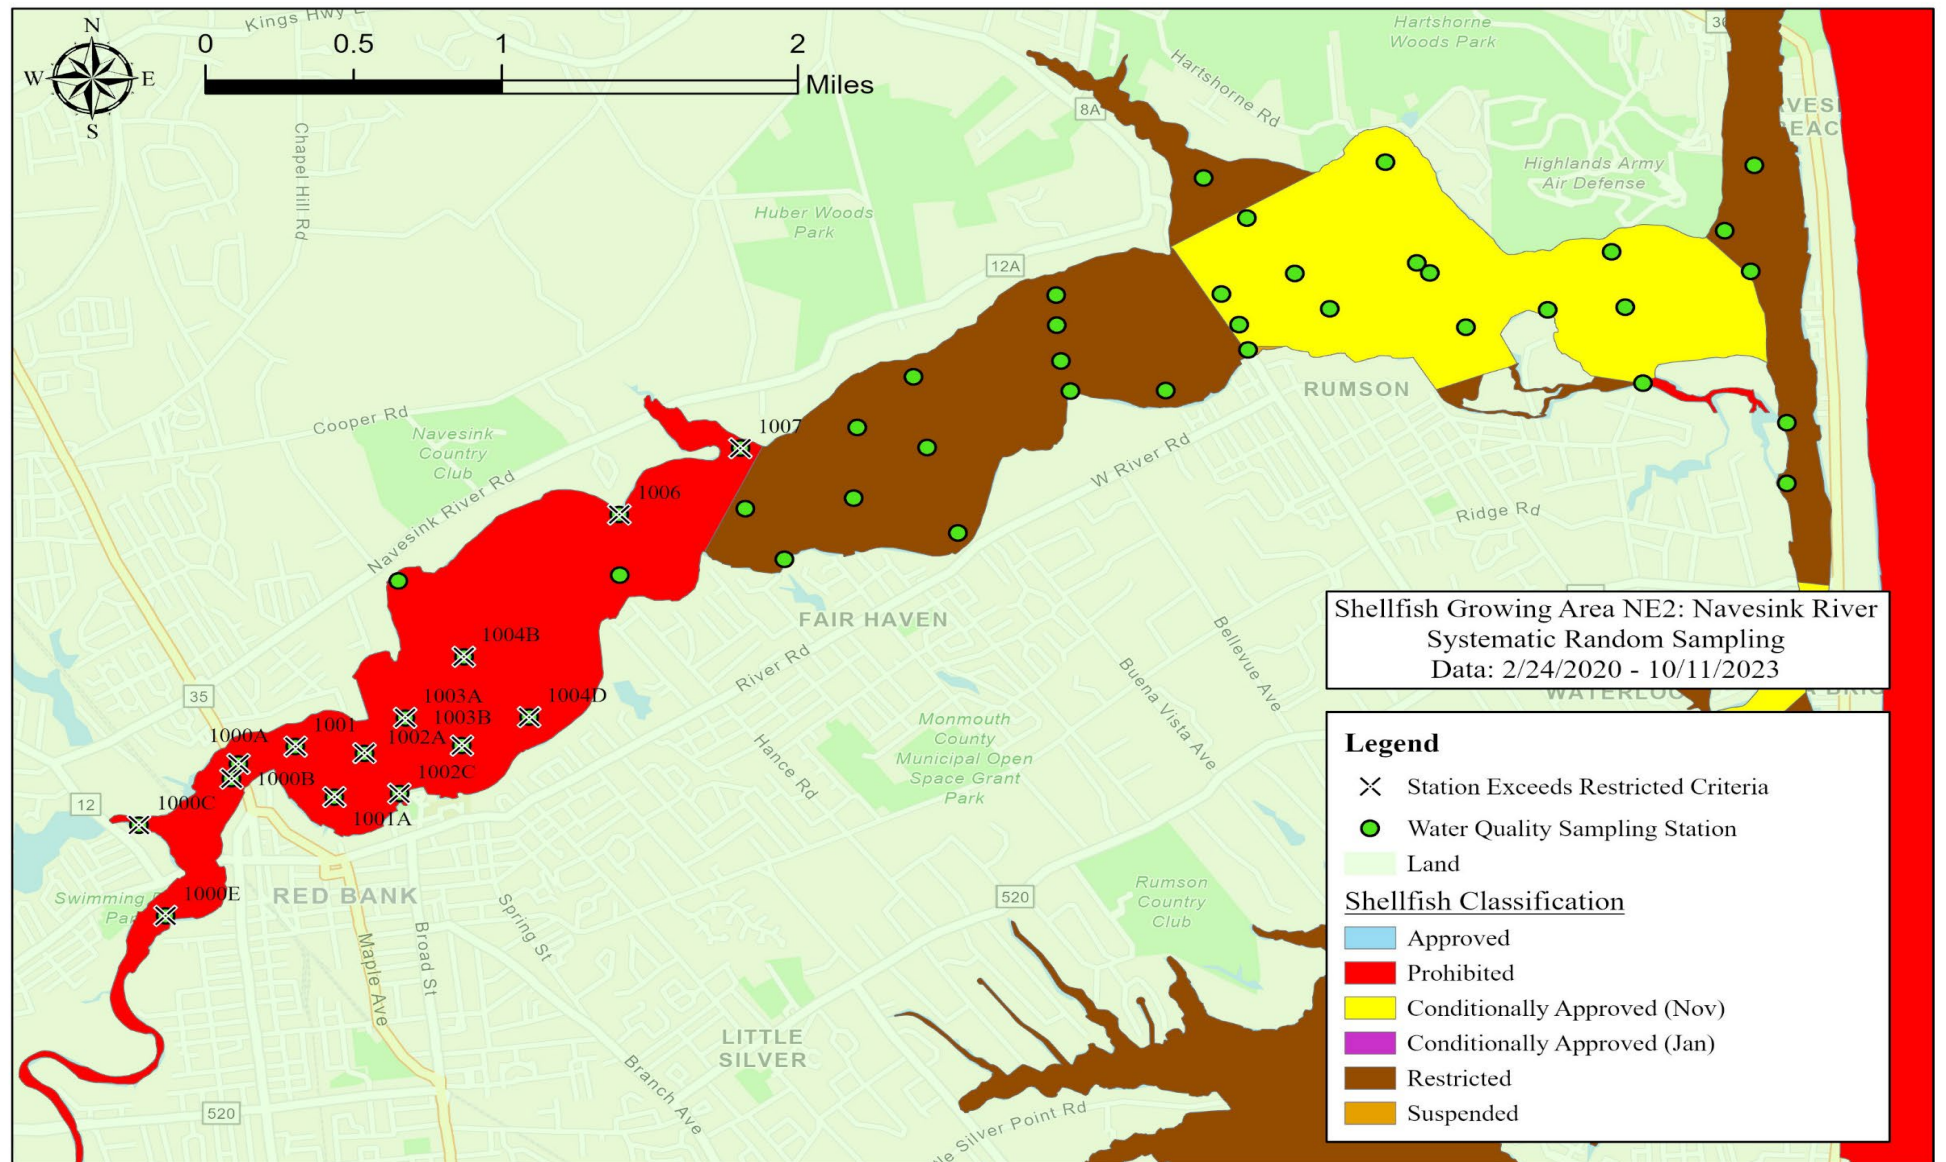 N
W
E
S
0
0.5
1
2
Miles
Kings Hwy E
Chapel Hill Rd
Hartshorne
Woods Park
Hartshorne Rd
8A
Highlands Army
Air Defense
Huber Woods
Park
12A
Cooper Rd
Navesink
Country
Club
Navesink River Rd
1007
1006
RUMSON
W River Rd
Ridge Rd
FAIR HAVEN
River Rd
Bellevue Ave
Buena Vista Ave
Hance Rd
Monmouth
County
Municipal Open
Space Grant
Park
1004B
1003A
1003B
1004D
35
1000A
1001
1002A
1000B
1002C
1000C
1001A
12
1000E
Swimming
RED BANK
Maple Ave
Broad St
Spring St
520
Rumson
Country
Club
LITTLE
SILVER
Branch Ave
520
Silver Point Rd
Shellfish Growing Area NE2: Navesink River
Systematic Random Sampling
Data: 2/24/2020 - 10/11/2023
Legend
Station Exceeds Restricted Criteria
Water Quality Sampling Station
Land
Shellfish Classification
Approved
Prohibited
Conditionally Approved (Nov)
Conditionally Approved (Jan)
Restricted
Suspended